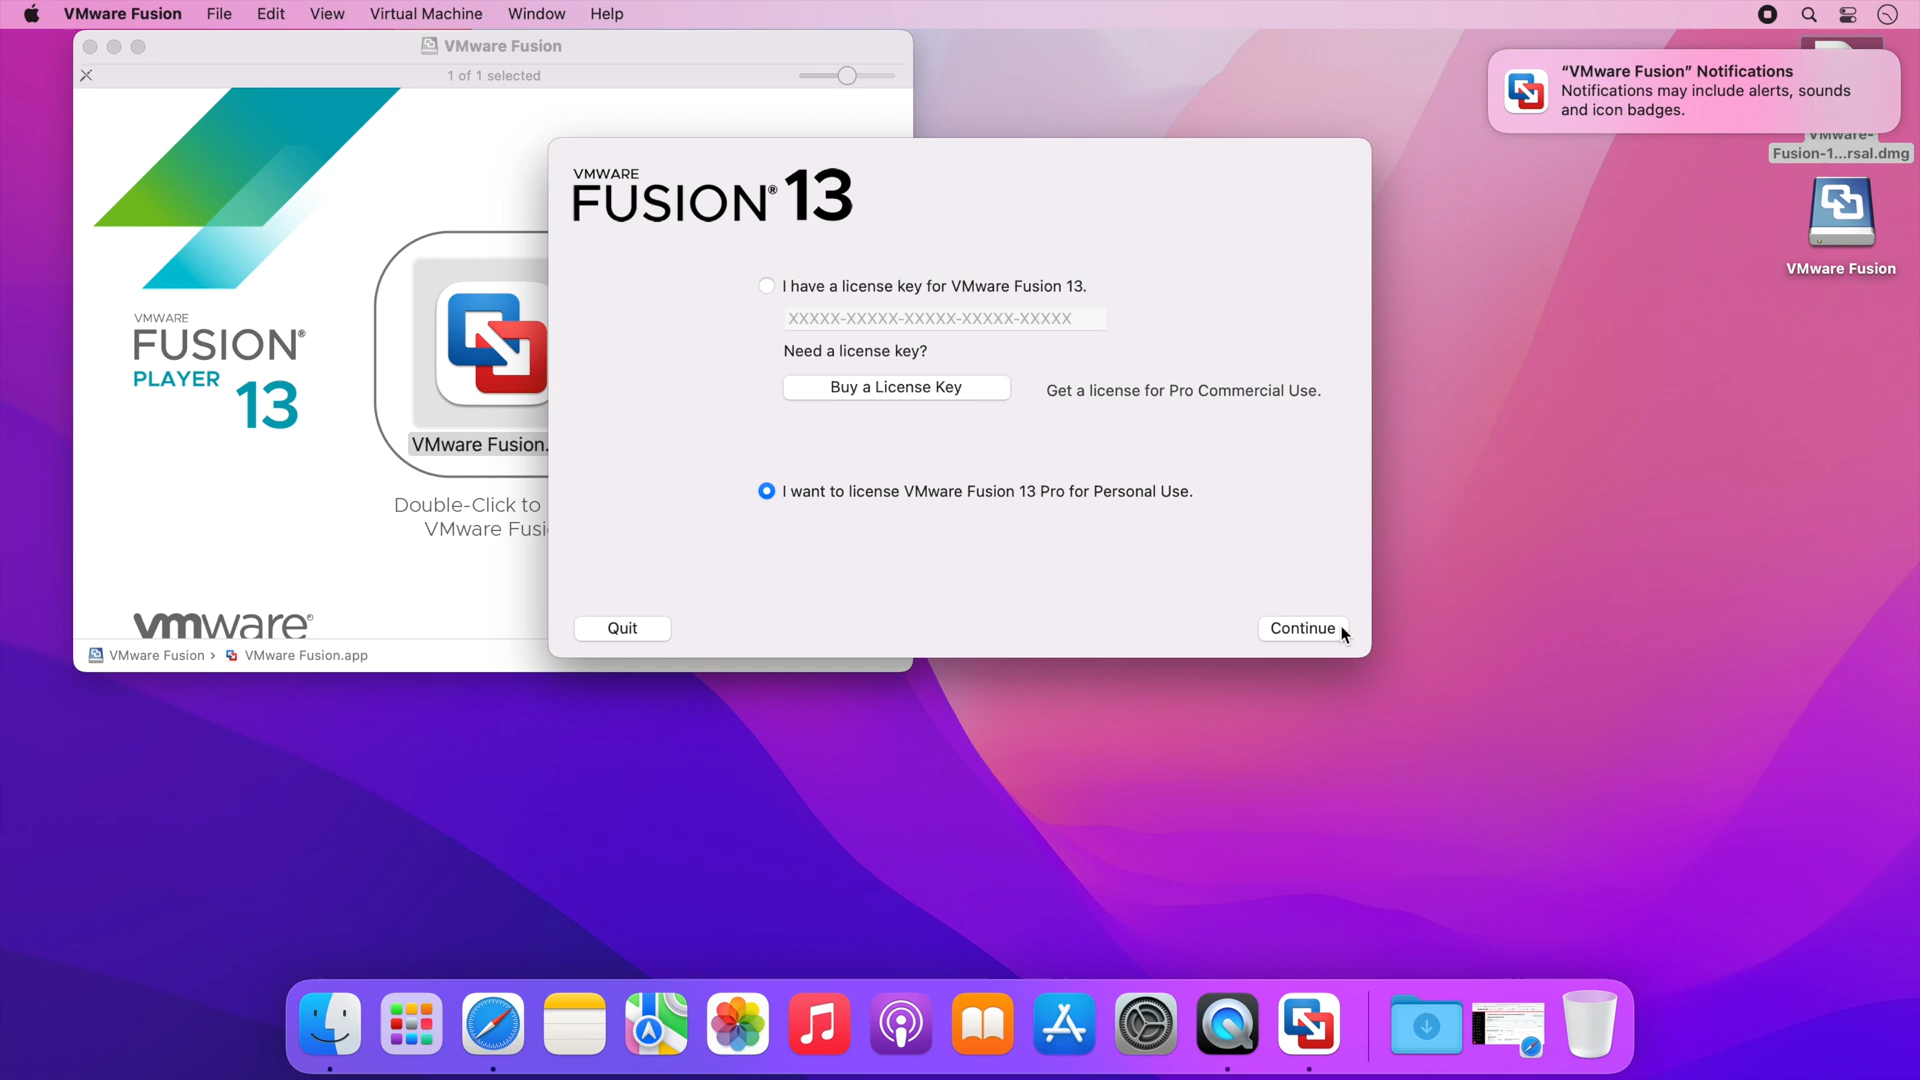 VMware Fusion File Edit View Virtual Machine Window Help
VMware Fusion
1 of 1 selected
VMWARE
FUSION®
PLAYER 13
VMware Fusion.
Double-Click to
VMware Fusi
vmware®
VMware Fusion › VMware Fusion.app
VMWARE
FUSION® 13
I have a license key for VMware Fusion 13.
XXXXX-XXXXX-XXXXX-XXXXX-XXXXX
Need a license key?
Buy a License Key Get a license for Pro Commercial Use.
I want to license VMware Fusion 13 Pro for Personal Use.
Quit Continue
“VMware Fusion” Notifications
Notifications may include alerts, sounds
and icon badges.
VMware-
Fusion-1...rsal.dmg
VMware Fusion